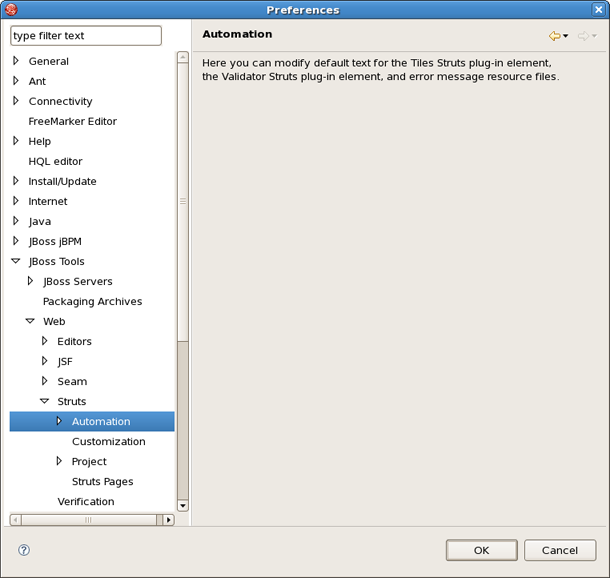 Preferences
type filter text
General
Ant
Connectivity
FreeMarker Editor
Help
HQL editor
Install/Update
Internet
Java
JBoss jBPM
JBoss Tools
JBoss Servers
Packaging Archives
Web
Editors
JSF
Seam
Struts
Automation
Customization
Project
Struts Pages
Verification
Automation
Here you can modify default text for the Tiles Struts plug-in element,
the Validator Struts plug-in element, and error message resource files.
?
OK
Cancel